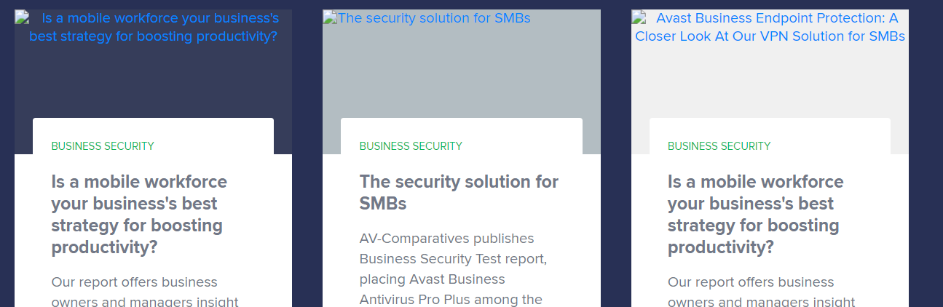 Is a mobile workforce your business's
best strategy for boosting productivity?
BUSINESS SECURITY
Is a mobile workforce
your business's best
strategy for boosting
productivity?
Our report offers business
owners and managers insight
The security solution for SMBs
BUSINESS SECURITY
The security solution for
SMBs
AV-Comparatives publishes
Business Security Test report,
placing Avast Business
Antivirus Pro Plus among the
Avast Business Endpoint Protection: A
Closer Look At Our VPN Solution for SMBs
BUSINESS SECURITY
Is a mobile workforce
your business's best
strategy for boosting
productivity?
Our report offers business
owners and managers insight